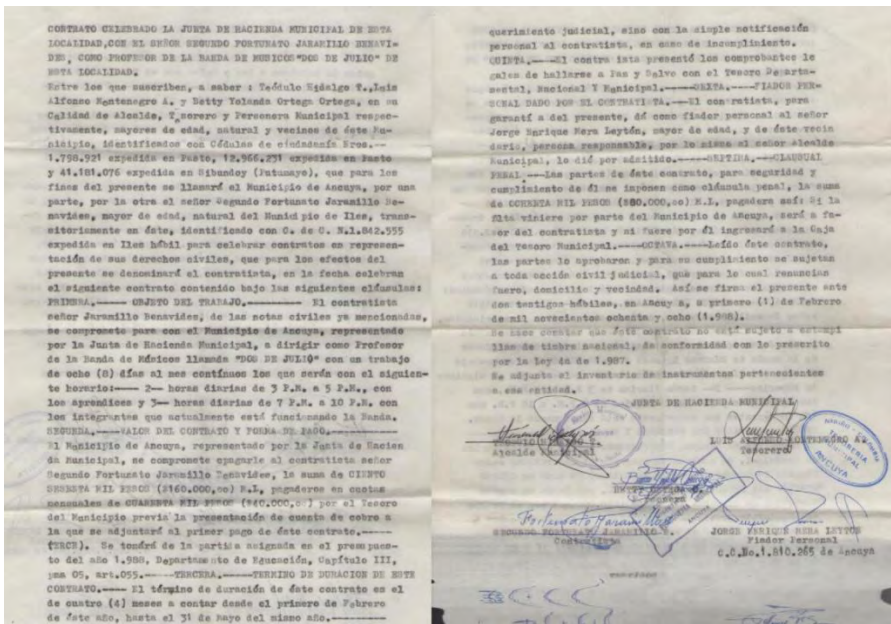 CONTRATO CELEBRADO LA JUNTA DE HACIENDA MUNICIPAL DE ESTA
LOCALIDAD,CON EL SEÑOR SEGUNDO FORTUNATO JARAMILLO BENAVI-
DES, COMO PROFESOR DE LA BANDA DE MUSICOS"DOS DE JULIO" DE
ESTA LOCALIDAD.
Entre los que suscriben, a saber : Teódulo Hidalgo T.,Luis
Alfonso Montenegro A. y Betty Yolanda Ortega Ortega, en su
Calidad de Alcalde, Tesorero y Personera Municipal respec-
tivamente, mayores de edad, natural y vecinos de éste Mu-
nicipio, identificados con Cédulas de ciudadanía Nros.--
1.798.921 expedida en Pasto, 12.966.231 expedida en Pasto
y 41.181.076 expedida en Sibundoy (Putumayo), que para los
fines del presente se llamará el Municipio de Ancuya, por una
parte, por la otra el señor Segundo Fortunato Jaramillo Be-
navides, mayor de edad, natural del Municipio de Iles, trans-
sitoriamente en éste, identificado con C. de C. N.1.842.555
expedida en Iles hábil para celebrar contratos en represen-
tación de sus derechos civiles, que para los efectos del
presente se denominará el contratista, en la fecha celebran
el siguiente contrato contenido bajo las siguientes cláusulas:
PRIMERA.---- OBJETO DEL TRABAJO.-------- El contratista
señor Jaramillo Benavides, de las notas civiles ya mencionadas,
se compromete para con el Municipio de Ancuya, representado
por la Junta de Hacienda Municipal, a dirigir como Profesor
de la Banda de Músicos llamada "DOS DE JULIO" con un trabajo
de ocho (8) días al mes contínuos los que serán con el siguien-
te horario:---- 2-- horas diarias de 3 P.M. a 5 P.M., con
los aprendices y 3-- horas diarias de 7 P.M. a 10 P.M. con
los integrantes que actualmente está funcionando la Banda.
SEGUNDA.----VALOR DEL CONTRATO Y FORMA DE PAGO.--------
El Municipio de Ancuya, representado por la Junta de Hacien
da Municipal, se compromete apagarle al contratista señor
Segundo Fortunato Jaramillo Benavides, la suma de CIENTO
SESENTA MIL PESOS ($160.000,oo) M.L, pagaderos en cuotas
mensuales de CUARENTA MIL PESOS ($40.000,oo) por el Tesoro
del Municipio previa la presentación de cuenta de cobro a
la que se adjuntará el primer pago de éste contrato.----
Se tomará de la partida asignada en el presupues-
to del año 1.988, Departamento de Educación, Capítulo III,
05, art.055.----TERCERA.-----TERMINO DE DURACION DE ESTE
CONTRATO.---- El término de duración de éste contrato es el
de cuatro (4) meses a contar desde el primero de Febrero
de éste año, hasta el 31 de Mayo del mismo año.--------
querimiento judicial, sino con la simple notificación
personal al contratista, en caso de incumplimiento.
QUINTA.----El contratista presentó los comprobantes le
gales de hallarse a Paz y Salvo con el Tesoro Departa-
mental, Nacional Y Municipal.-----SEXTA.----FIADOR PER-
SONAL DADO POR EL CONTRATISTA.---El contratista, para
garantía del presente, dá como fiador personal al señor
Jorge Enrique Mera Leytón, mayor de edad, y de éste vecin
dario, persona responsable, por lo mismo el señor Alcalde
Municipal, lo dió por admitido.-----SEPTIDA.---CLAUSUAL
PENAL---Las partes de éste contrato, para seguridad y
cumplimiento de él se imponen como cláusula penal, la suma
de OCHENTA MIL PESOS ($80.000,oo) M.L, pagadera así: Si la
falta viniere por parte del Municipio de Ancuya, será a fa-
vor del contratista y si fuere por él ingresará a la Caja
del Tesoro Municipal.----OCTAVA.----Leído éste contrato,
las partes lo aprobaron y para su cumplimiento se sujetan
a toda acción civil judicial, que para lo cual renuncian
fuero, domicilio y vecindad. Así se firma el presente ante
dos testigos hábiles, en Ancuya, a primero (1) de Febrero
de mil novecientos ochenta y ocho (1.988).
Se hace constar que éste contrato no está sujeto a estampi
llas de timbre nacional, de conformidad con lo prescrito
por la Ley de 1.987.
Se adjunta el inventario de instrumentos pertenecientes
a esa entidad.
JUNTA DE HACIENDA MUNICIPAL
Alcalde Municipal
LUIS ALFONSO MONTENEGRO A.
Tesorero
TESORERIA
MUNICIPAL
ANCUYA
Fortunato Jaramillo
SEGUNDO FORTUNATO JARAMILLO B.
Contratista
JORGE ENRIQUE MERA LEYTON
Fiador Personal
C.C.No.1.810.265 de Ancuya